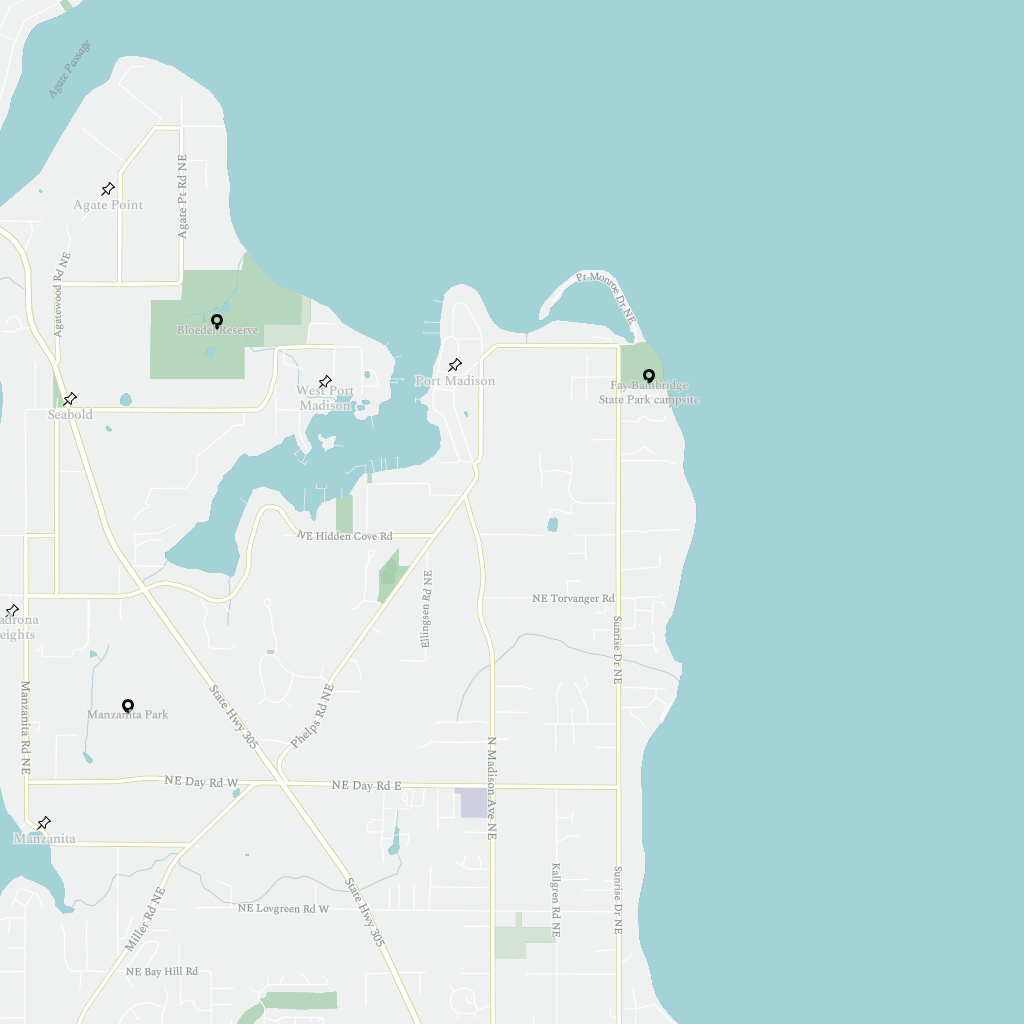 Agate Passage
Agate Pt Rd NE
Agate Point
Agatewood Rd NE
Pt Monroe Dr NE
Bloedel Reserve
Port Madison
West Port
Madison
Fay Bainbridge
State Park campsite
Seabold
NE Hidden Cove Rd
Ellingsen Rd NE
NE Torvanger Rd
Sunrise Dr NE
Manzanita Rd NE
State Hwy 305
Phelps Rd NE
Manzanita Park
N Madison Ave NE
NE Day Rd W
NE Day Rd E
Manzanita
Miller Rd NE
State Hwy 305
Kallgren Rd NE
Sunrise Dr NE
NE Lovgreen Rd W
NE Bay Hill Rd